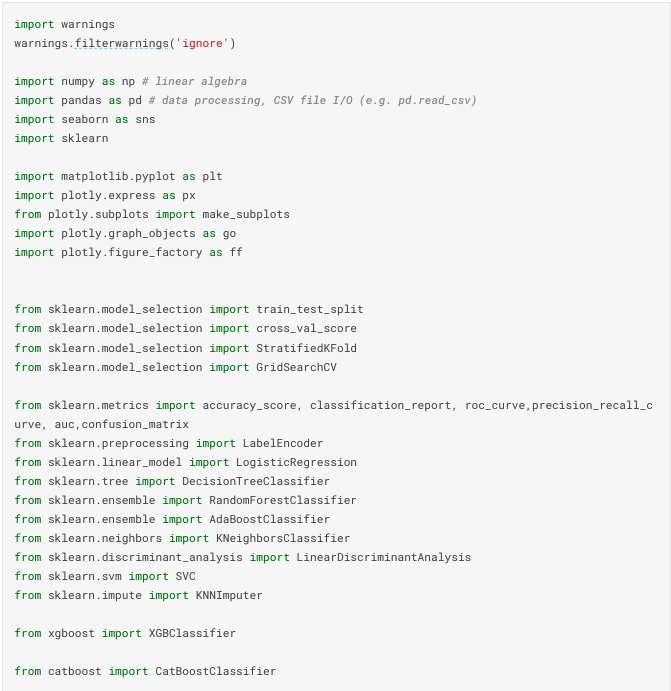 import warnings
warnings.filterwarnings('ignore')
import numpy as np # linear algebra
import pandas as pd # data processing, CSV file I/O (e.g. pd.read_csv)
import seaborn as sns
import sklearn
import matplotlib.pyplot as plt
import plotly.express as px
from plotly.subplots import make_subplots
import plotly.graph_objects as go
import plotly.figure_factory as ff
from sklearn.model_selection import train_test_split
from sklearn.model_selection import cross_val_score
from sklearn.model_selection import StratifiedKFold
from sklearn.model_selection import GridSearchCV
from sklearn.metrics import accuracy_score, classification_report, roc_curve,precision_recall_c
urve, auc,confusion_matrix
from sklearn.preprocessing import LabelEncoder
from sklearn.linear_model import LogisticRegression
from sklearn.tree import DecisionTreeClassifier
from sklearn.ensemble import RandomForestClassifier
from sklearn.ensemble import AdaBoostClassifier
from sklearn.neighbors import KNeighborsClassifier
from sklearn.discriminant_analysis import LinearDiscriminantAnalysis
from sklearn.svm import SVC
from sklearn.impute import KNNImputer
from xgboost import XGBClassifier
from catboost import CatBoostClassifier